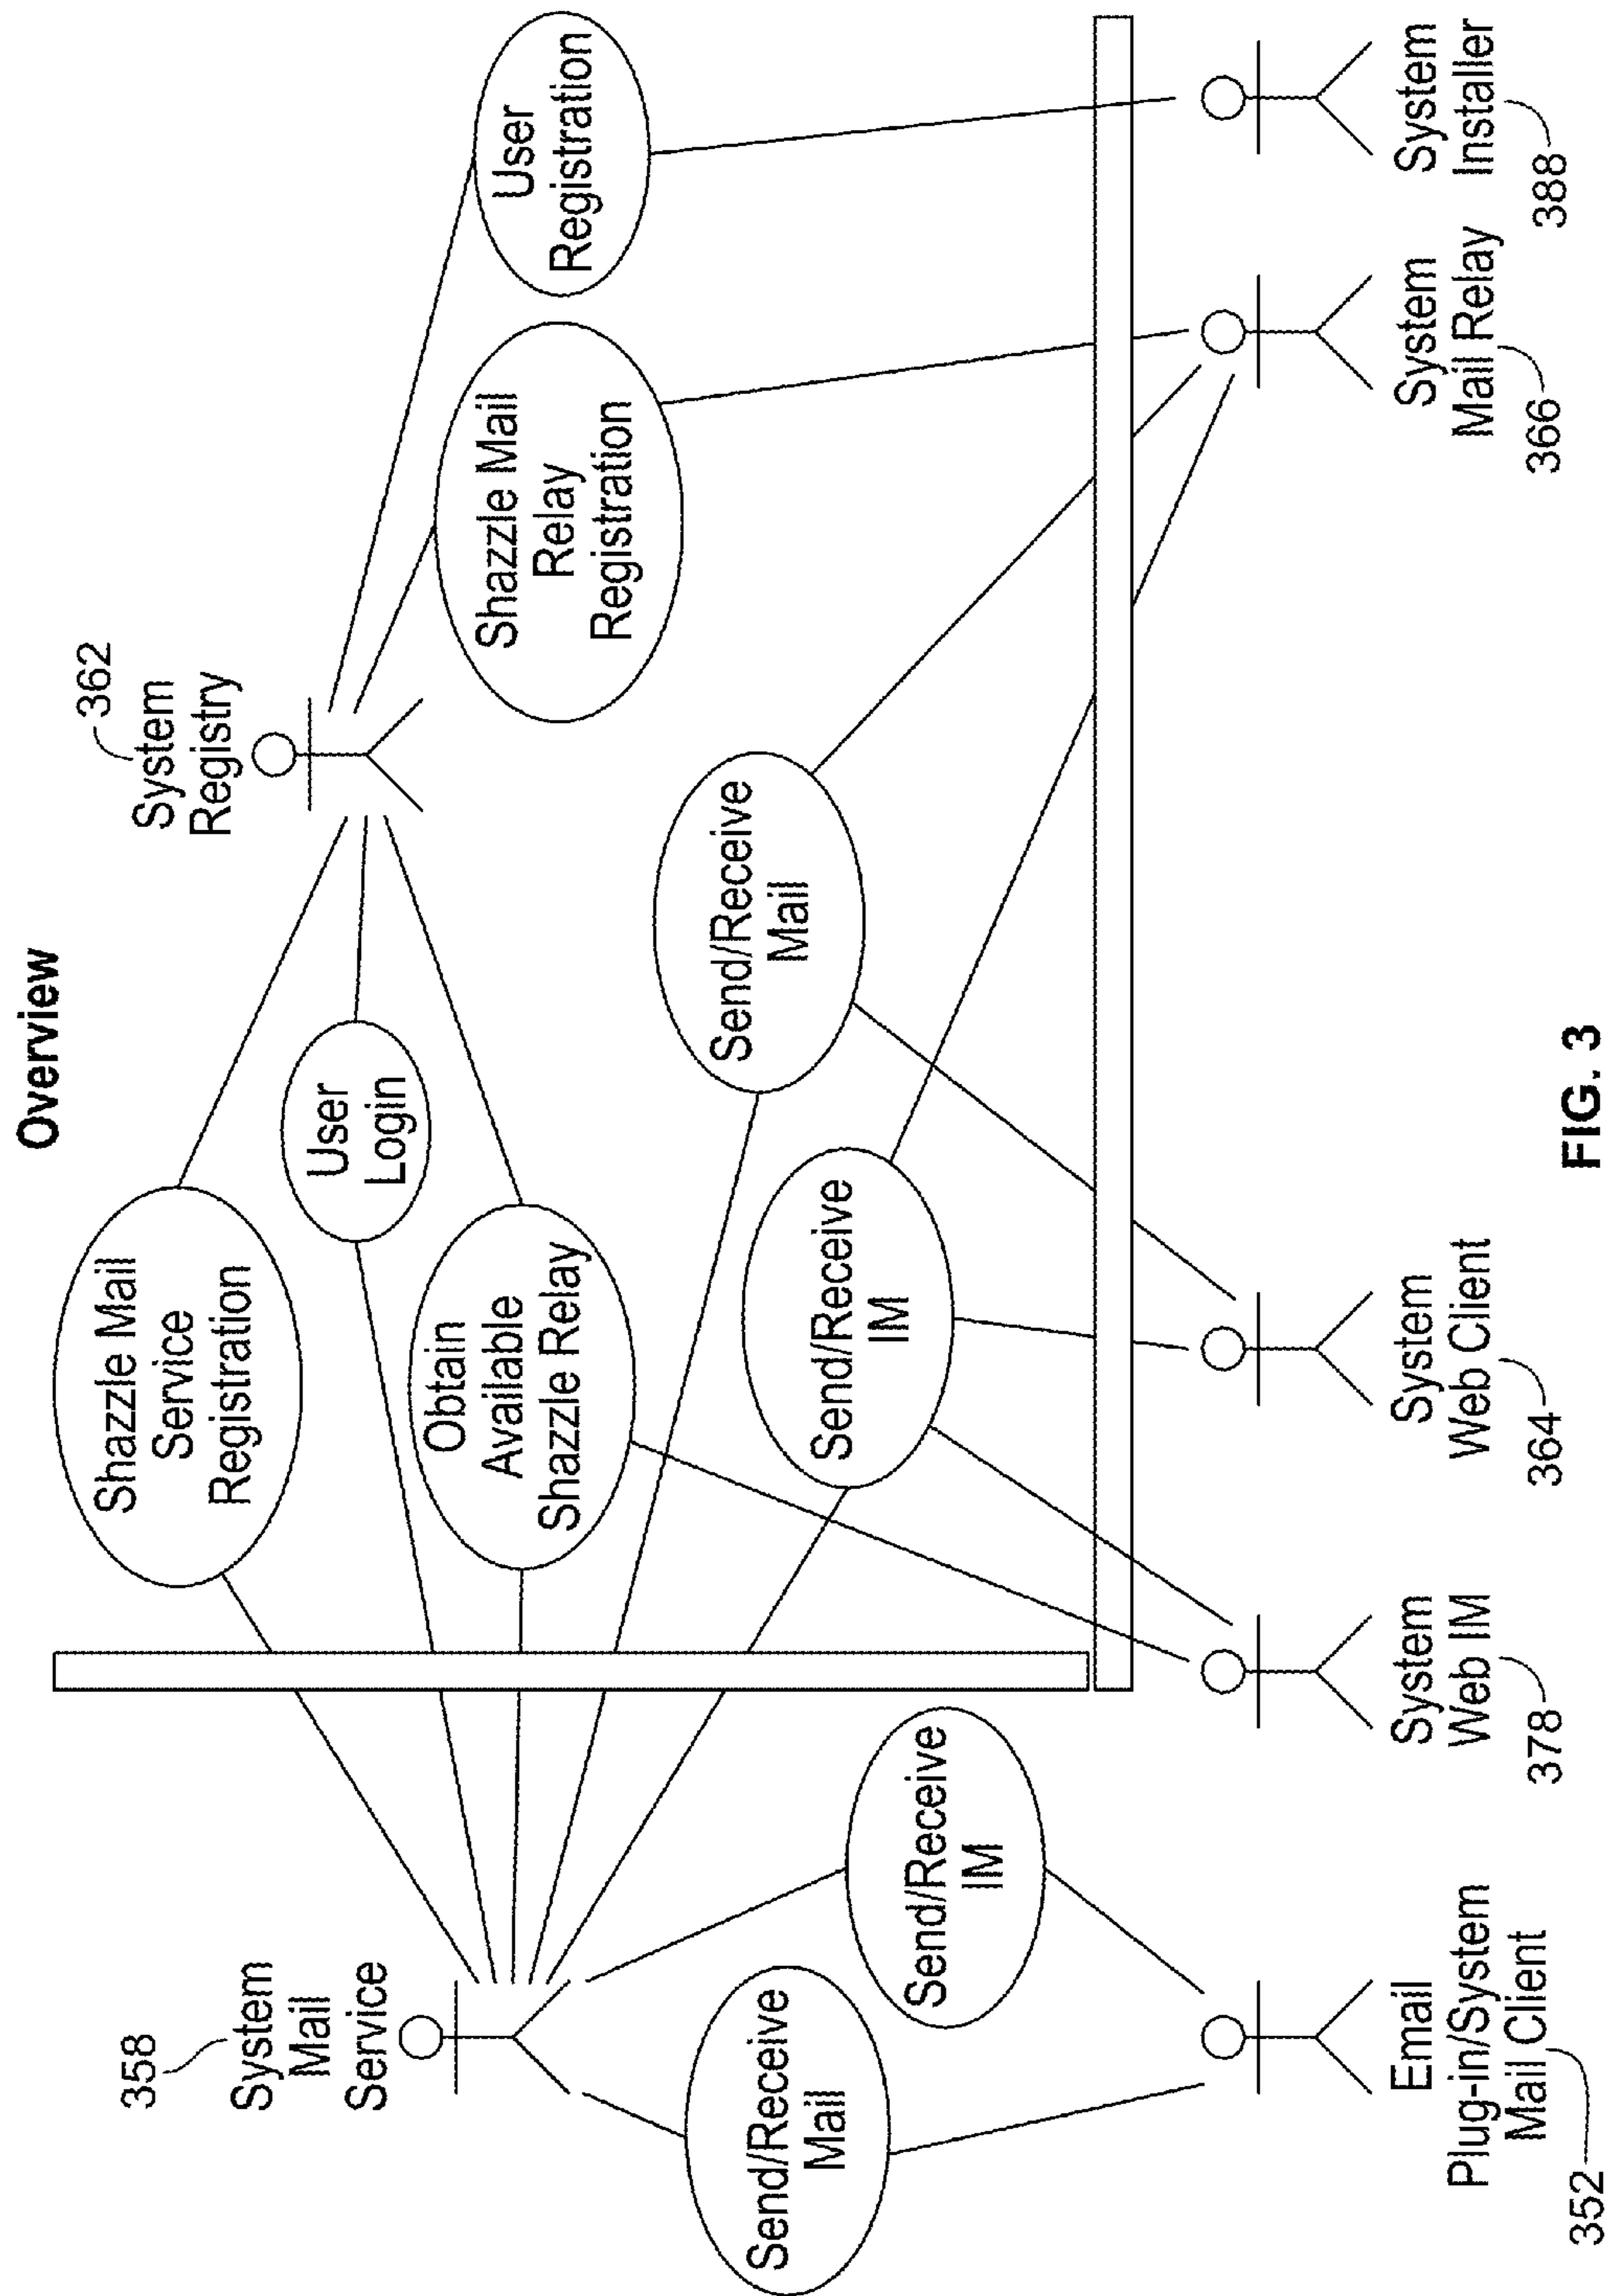 Overview
358
System
Mail
Service
362
System
Registry
Shazzle Mail
Service
Registration
User
Login
Obtain
Available
Shazzle Relay
Shazzle Mail
Relay
Registration
User
Registration
Send/Receive
Mail
Send/Receive
IM
Send/Receive
Mail
Send/Receive
IM
Email
Plug-in/System
Mail Client
352
System
Web IM
378
System
Web Client
364
System
Mail Relay
366
System
Installer
388
FIG. 3